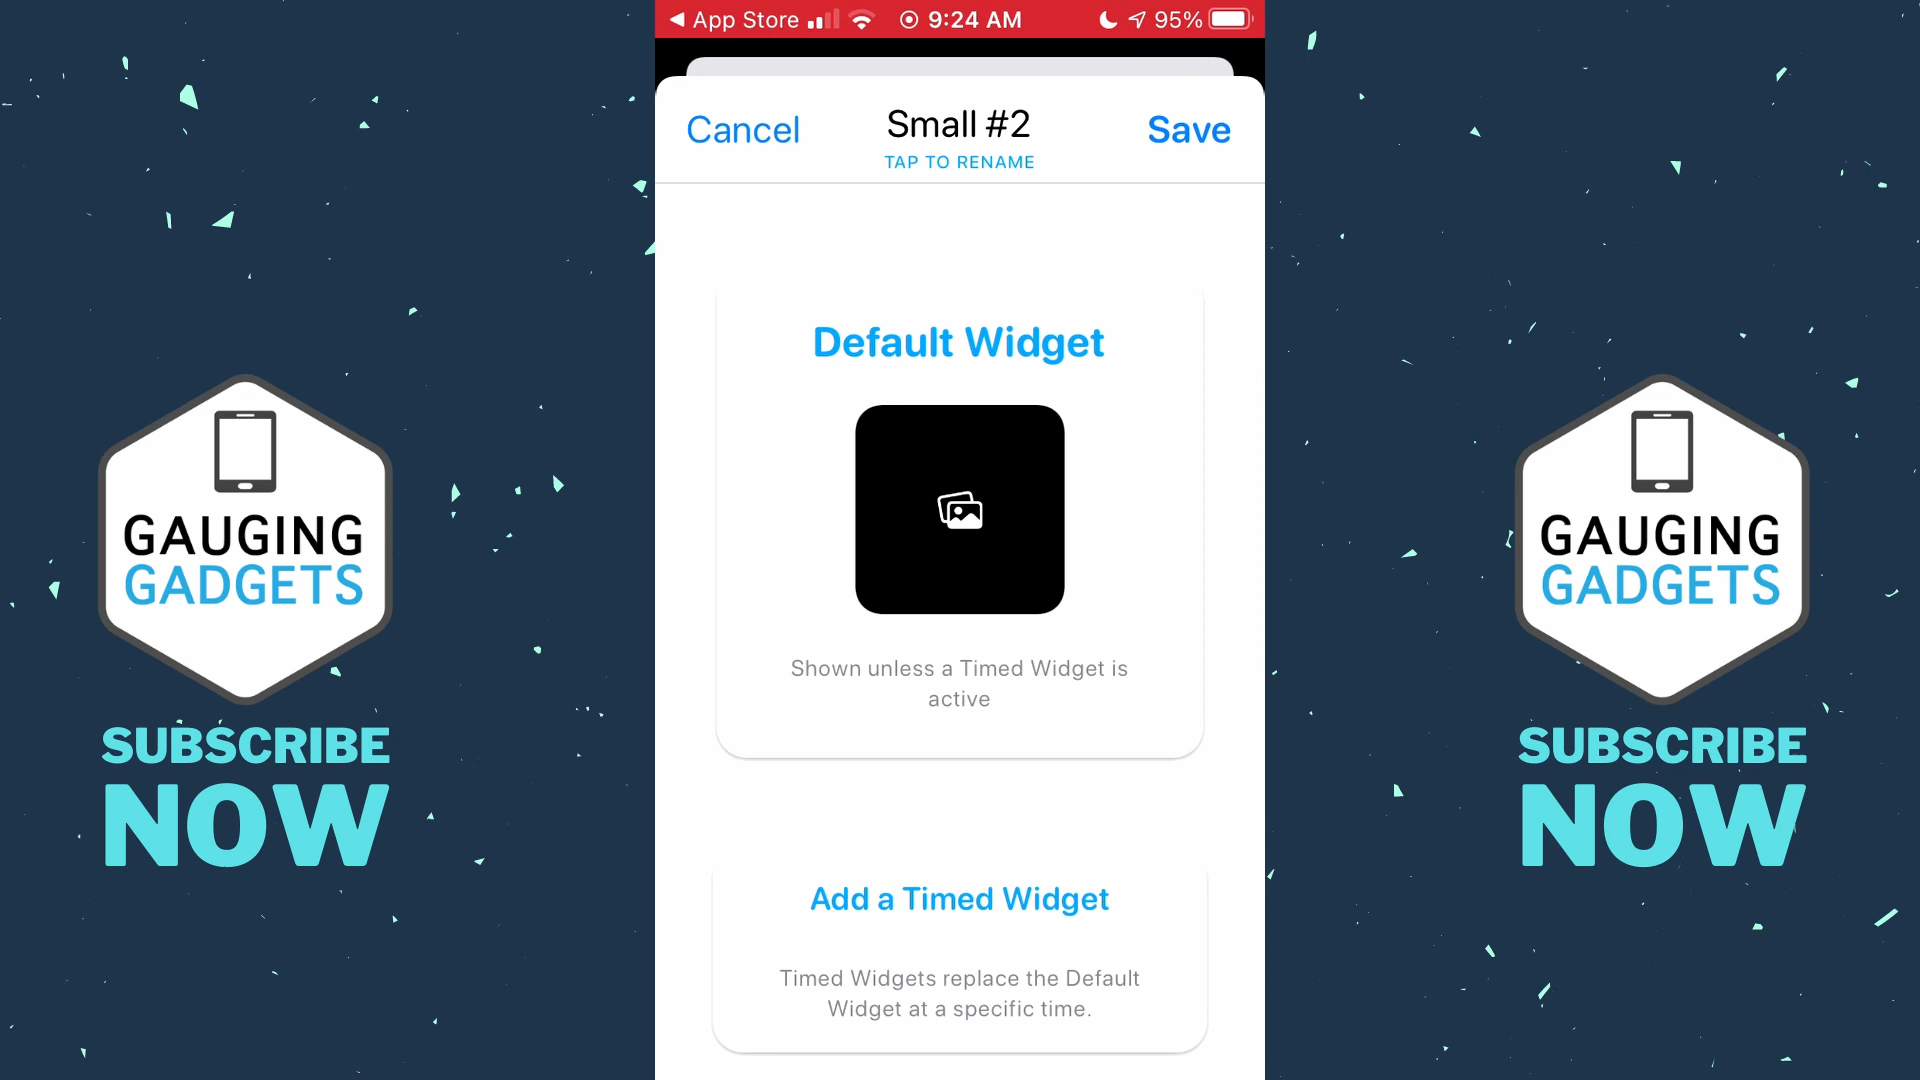 App Store 9:24 AM 95%
Cancel Small #2 Save
TAP TO RENAME
Default Widget
Shown unless a Timed Widget is
active
Add a Timed Widget
Timed Widgets replace the Default
Widget at a specific time.
GAUGING
GADGETS
SUBSCRIBE
NOW
GAUGING
GADGETS
SUBSCRIBE
NOW